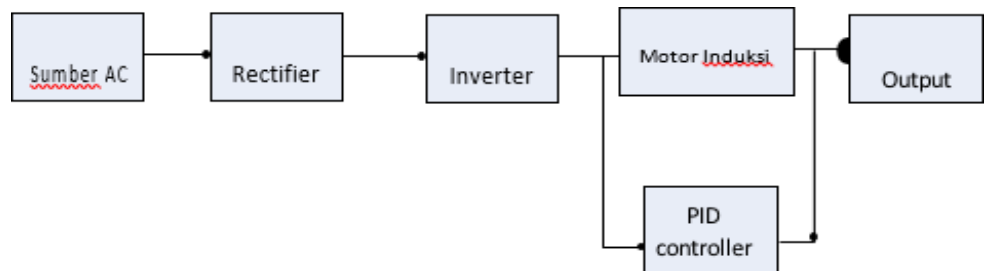 Sumber AC
Rectifier
Inverter
Motor Induksi
Output
PID
controller